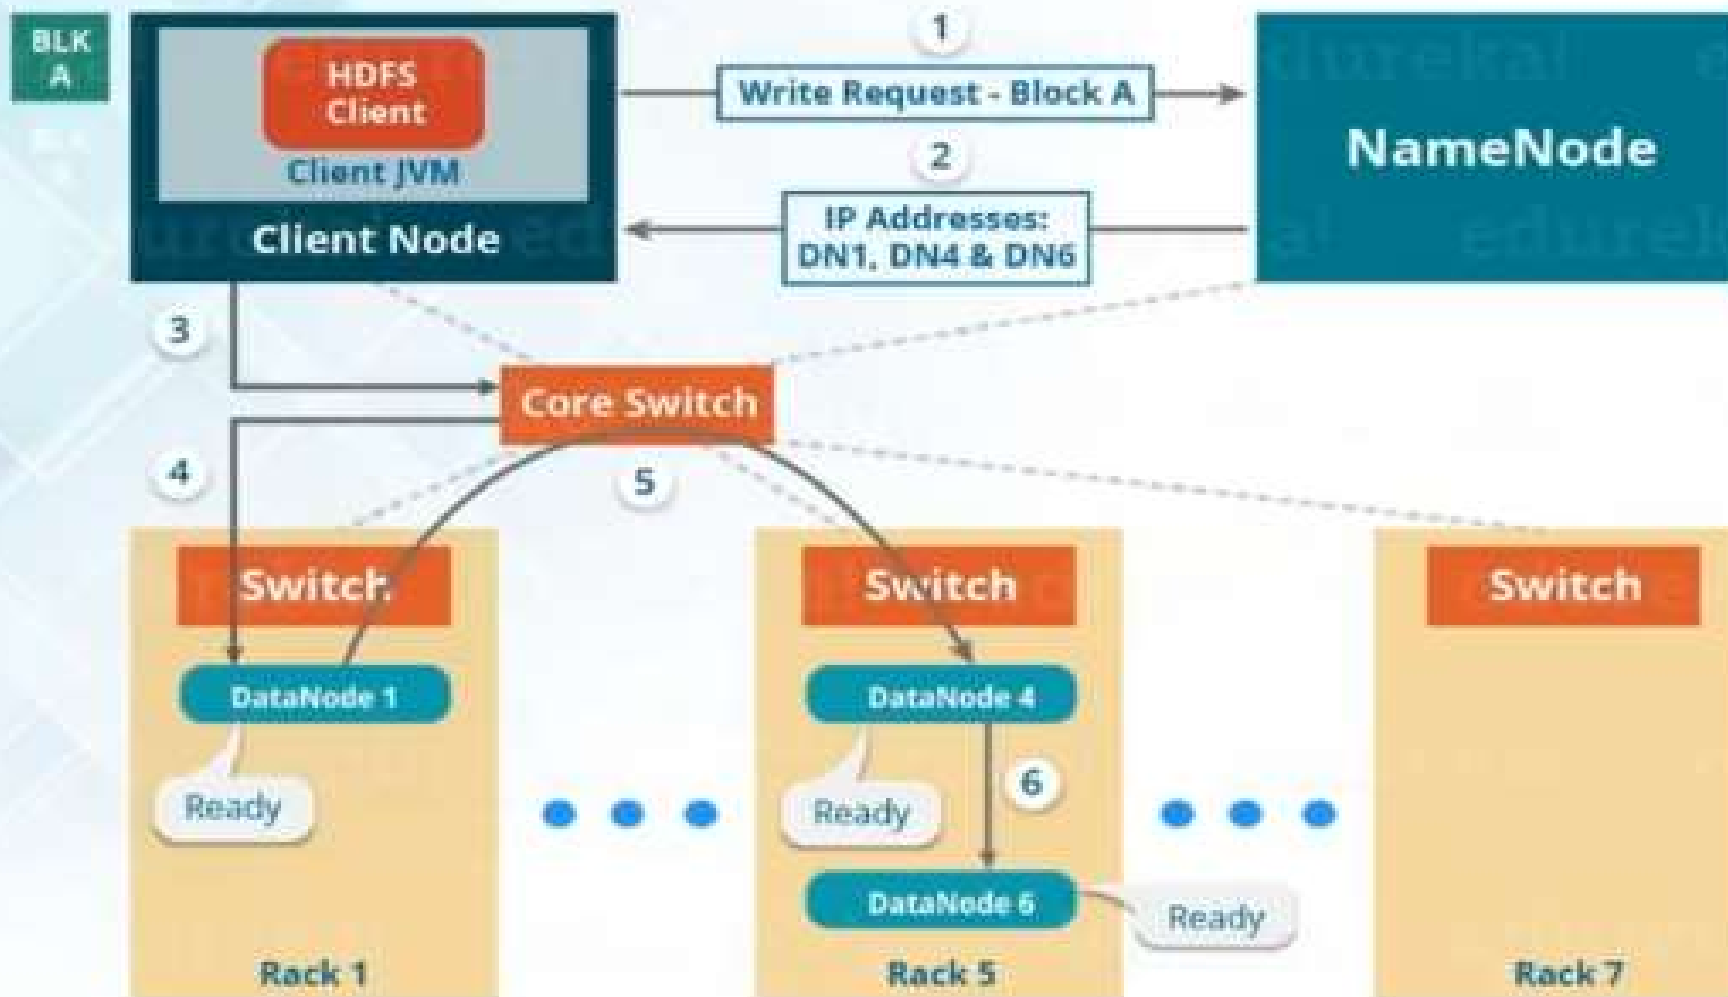 BLK
A
HDFS
Client
Client JVM
Client Node
1
Write Request - Block A
2
IP Addresses:
DN1, DN4 & DN6
edureka!
NameNode
edureka!
3
Core Switch
4
5
Switch
Switch
Switch
DataNode 1
DataNode 4
Ready
Ready
6
DataNode 6
Ready
Rack 1
Rack 5
Rack 7